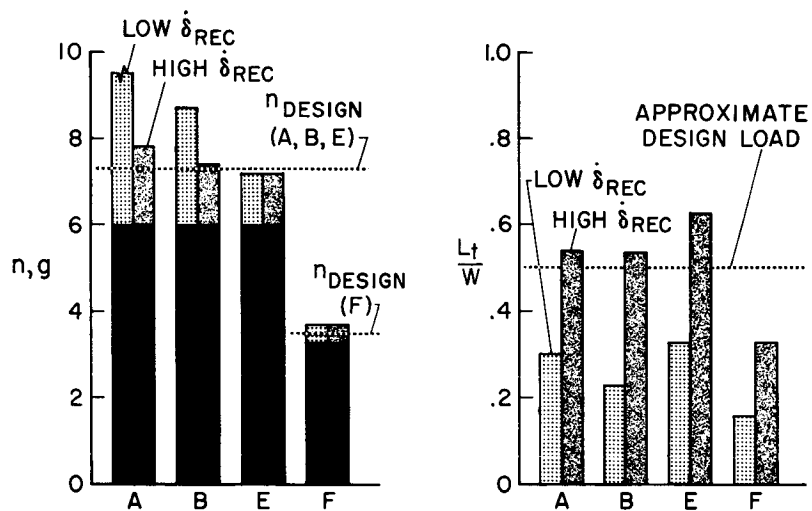 LOW δ̇REC
HIGH δ̇REC
nDESIGN
(A, B, E)
nDESIGN
(F)
10
8
6
n,g
4
2
0
A B E F
1.0
.8
.6
Lt
W
.4
.2
0
APPROXIMATE
DESIGN LOAD
LOW δ̇REC
HIGH δ̇REC
A B E F